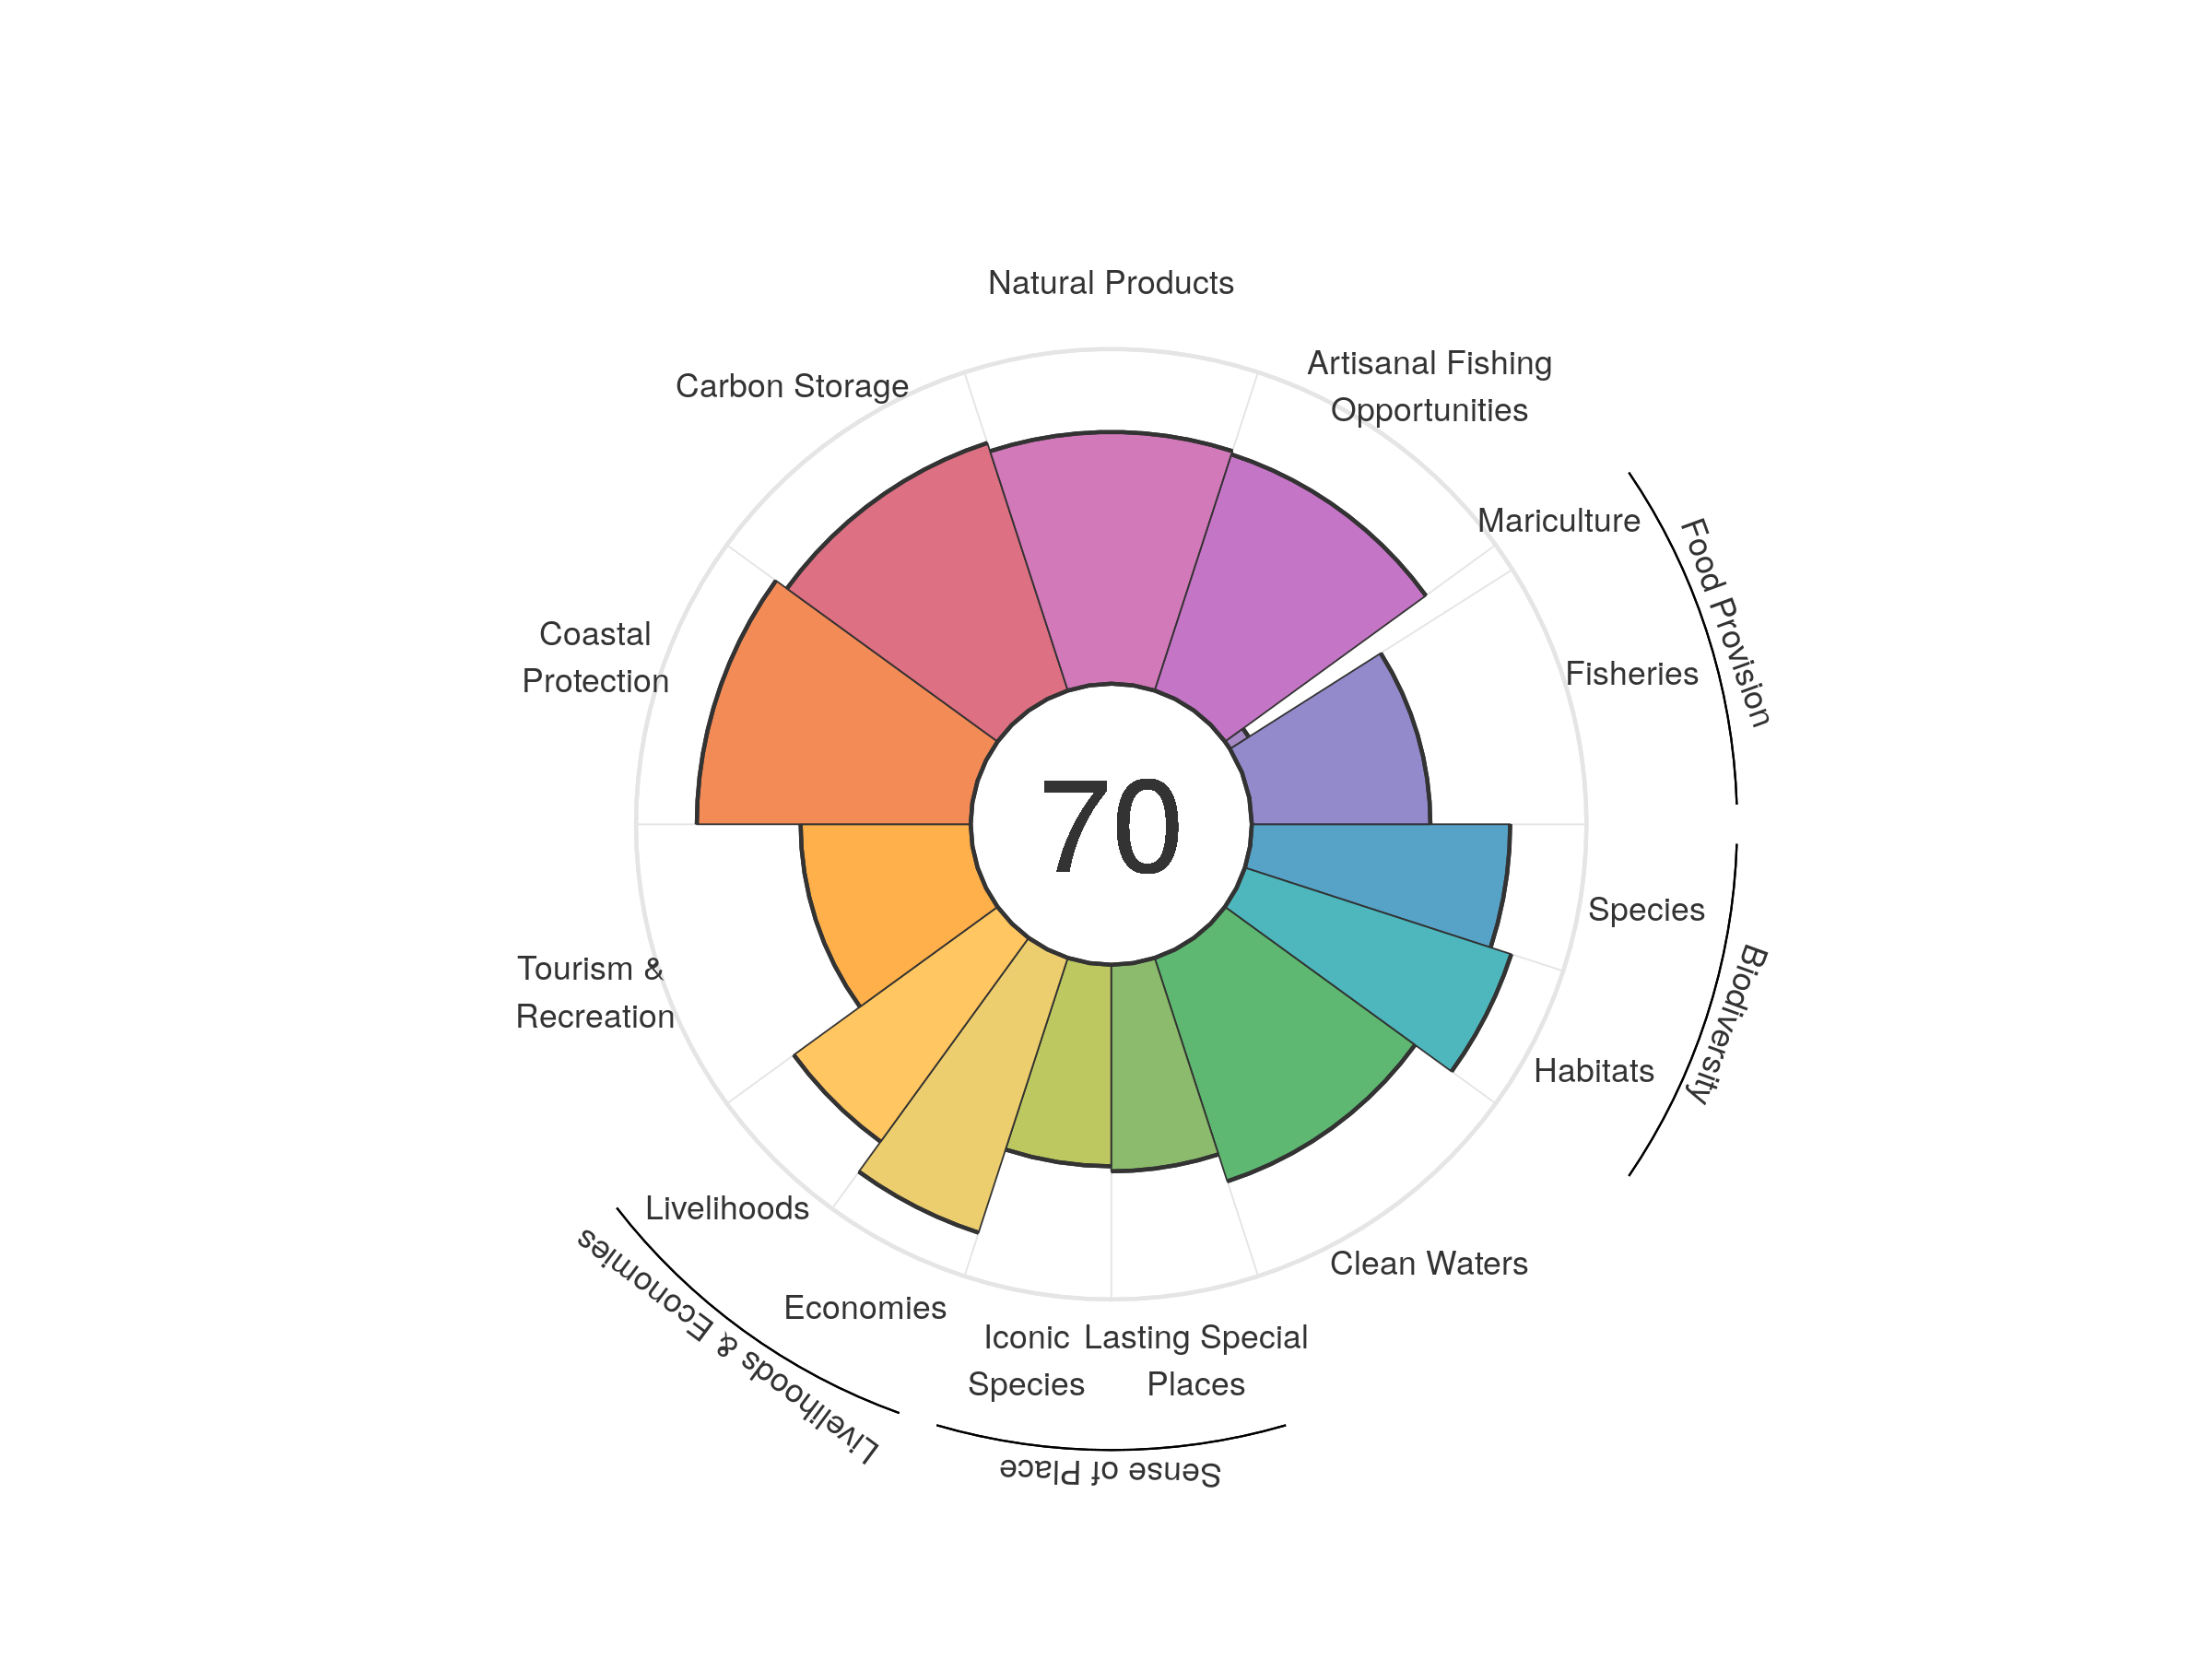 Natural Products
Artisanal Fishing
Opportunities
Carbon Storage
Mariculture
Food Provision
Fisheries
Coastal
Protection
70
Species
Biodiversity
Tourism &
Recreation
Habitats
Livelihoods
Clean Waters
Economies
Livelihoods & Economies
Iconic
Species
Lasting Special
Places
Sense of Place